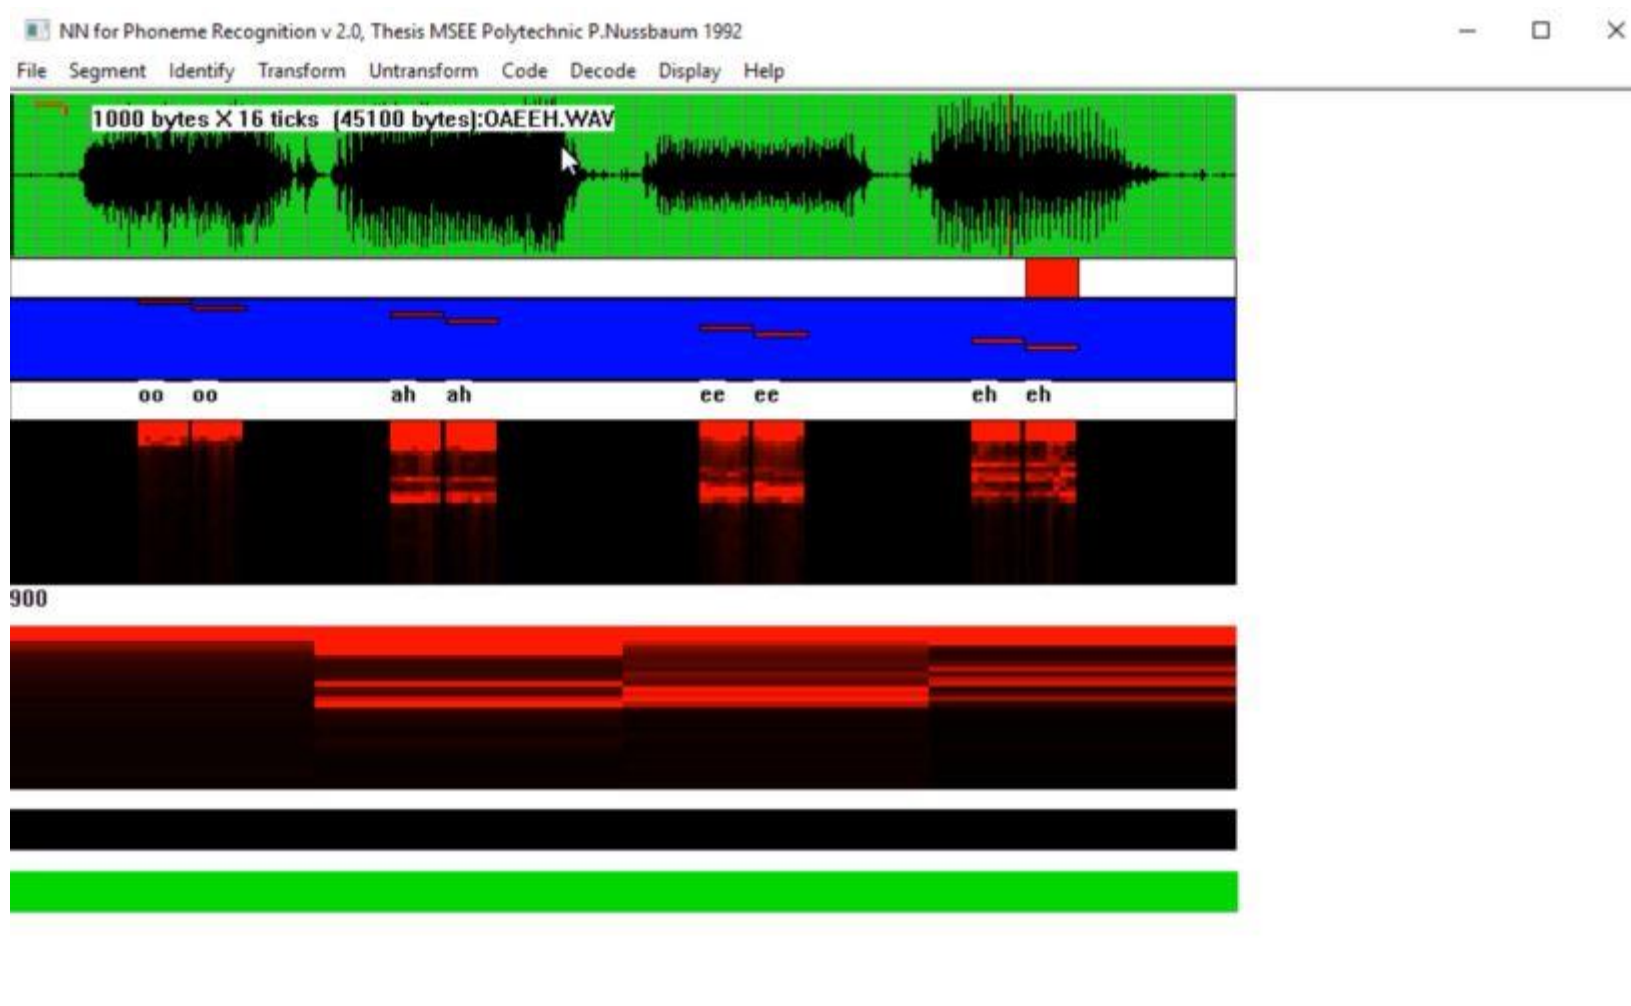 NN for Phoneme Recognition v 2.0, Thesis MSEE Polytechnic P.Nussbaum 1992
File Segment Identify Transform Untransform Code Decode Display Help
1000 bytes X 16 ticks (45100 bytes):OAEEH.WAV
oo oo ah ah ee ee eh eh
900